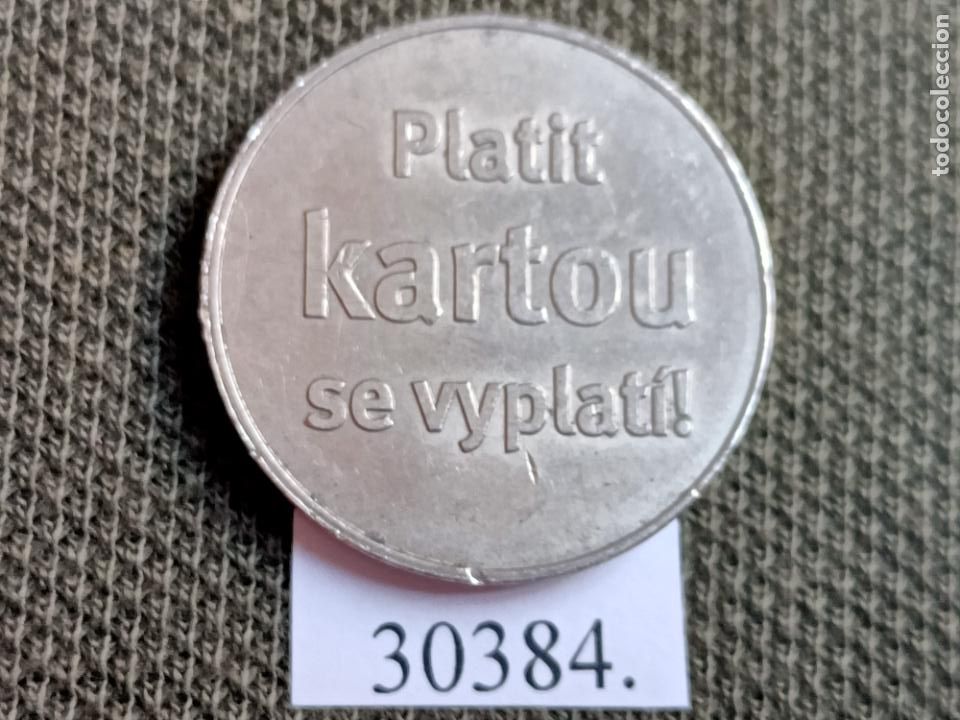 Platit
kartou
se vyplatí!
30384.
todocoleccion